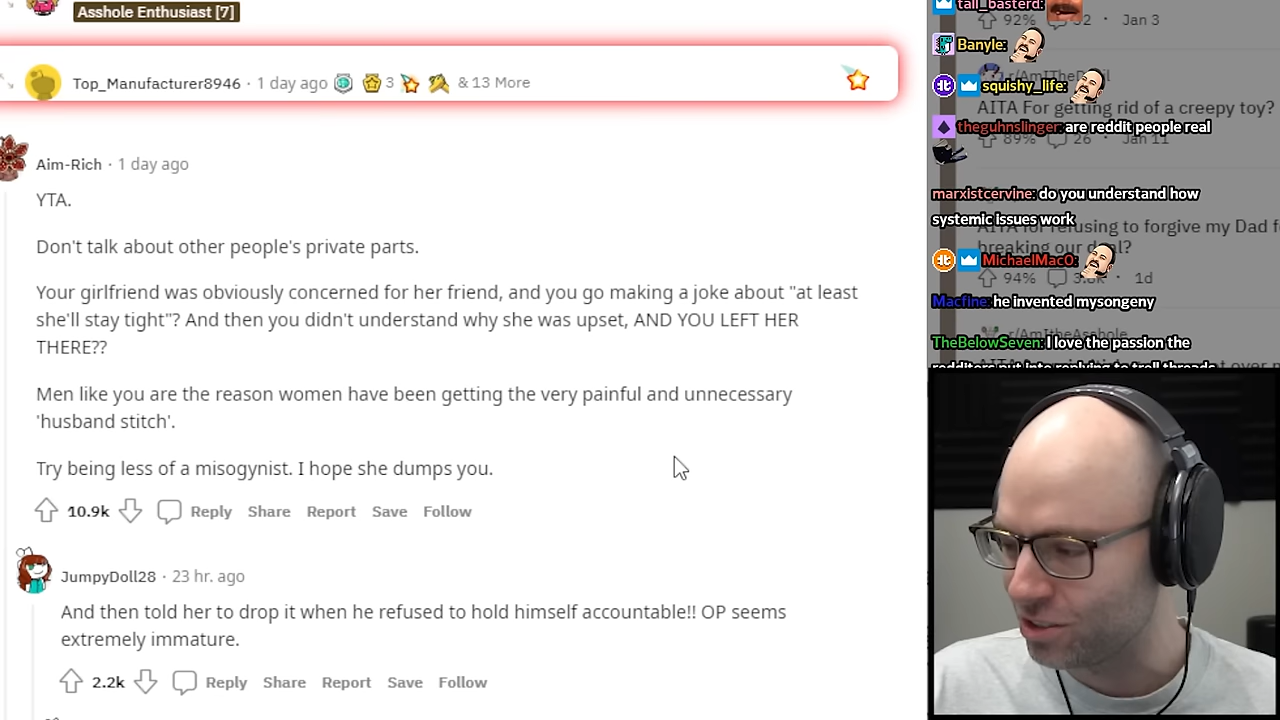 Asshole Enthusiast [7]
Top_Manufacturer8946 · 1 day ago 3 & 13 More
Aim-Rich · 1 day ago
YTA.
Don't talk about other people's private parts.
Your girlfriend was obviously concerned for her friend, and you go making a joke about "at least
she'll stay tight"? And then you didn't understand why she was upset, AND YOU LEFT HER
THERE??
Men like you are the reason women have been getting the very painful and unnecessary
'husband stitch'.
Try being less of a misogynist. I hope she dumps you.
10.9k Reply Share Report Save Follow
JumpyDoll28 · 23 hr. ago
And then told her to drop it when he refused to hold himself accountable!! OP seems
extremely immature.
2.2k Reply Share Report Save Follow
tall_basterd:
92% 32 · Jan 3
Banyle:
squishy_life:
AITA For getting rid of a creepy toy?
theguhnslinger: are reddit people real
89% 26 · Jan 11
marxistcervine: do you understand how
systemic issues work
refusing to forgive my Dad
breaking our
MichaelMacO:
94% 1d
Macfine: he invented mysongeny
r/AmItheAsshole
TheBelowSeven: I love the passion the
redditors put into replying to troll threads